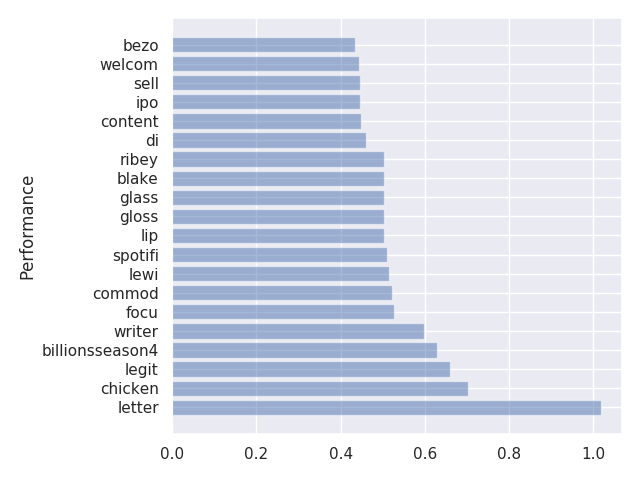 Performance
bezo
welcom
sell
ipo
content
di
ribey
blake
glass
gloss
lip
spotifi
lewi
commod
focu
writer
billionsseason4
legit
chicken
letter
0.0 0.2 0.4 0.6 0.8 1.0